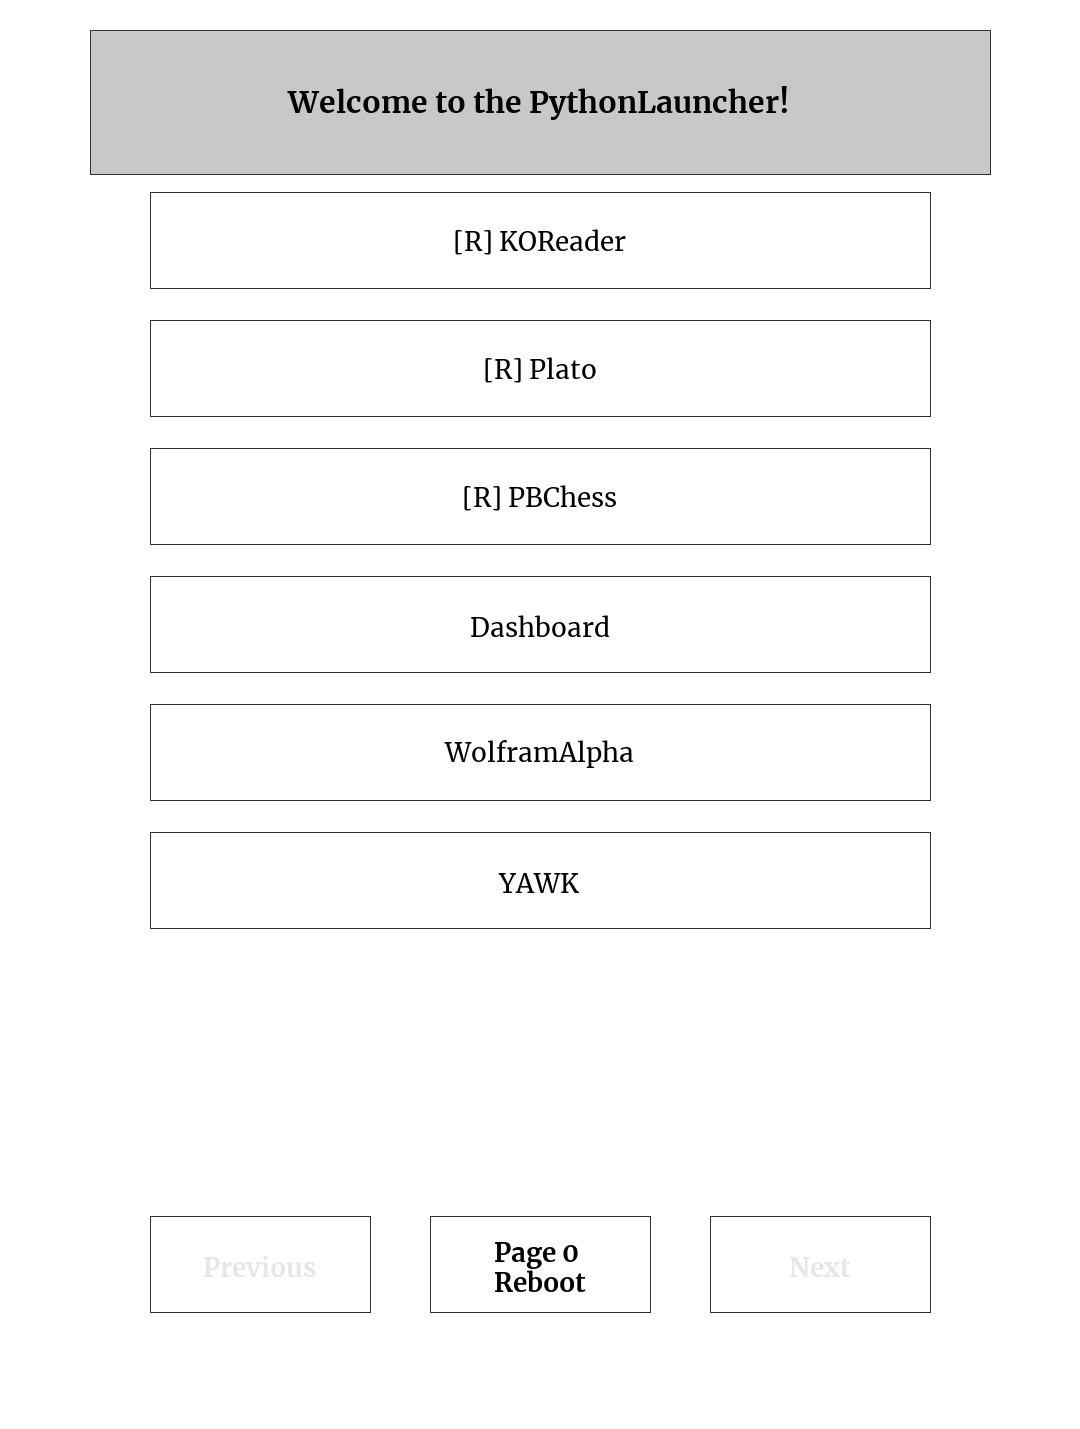 Welcome to the PythonLauncher!
[R] KOReader
[R] Plato
[R] PBChess
Dashboard
WolframAlpha
YAWK
Previous
Page 0
Reboot
Next